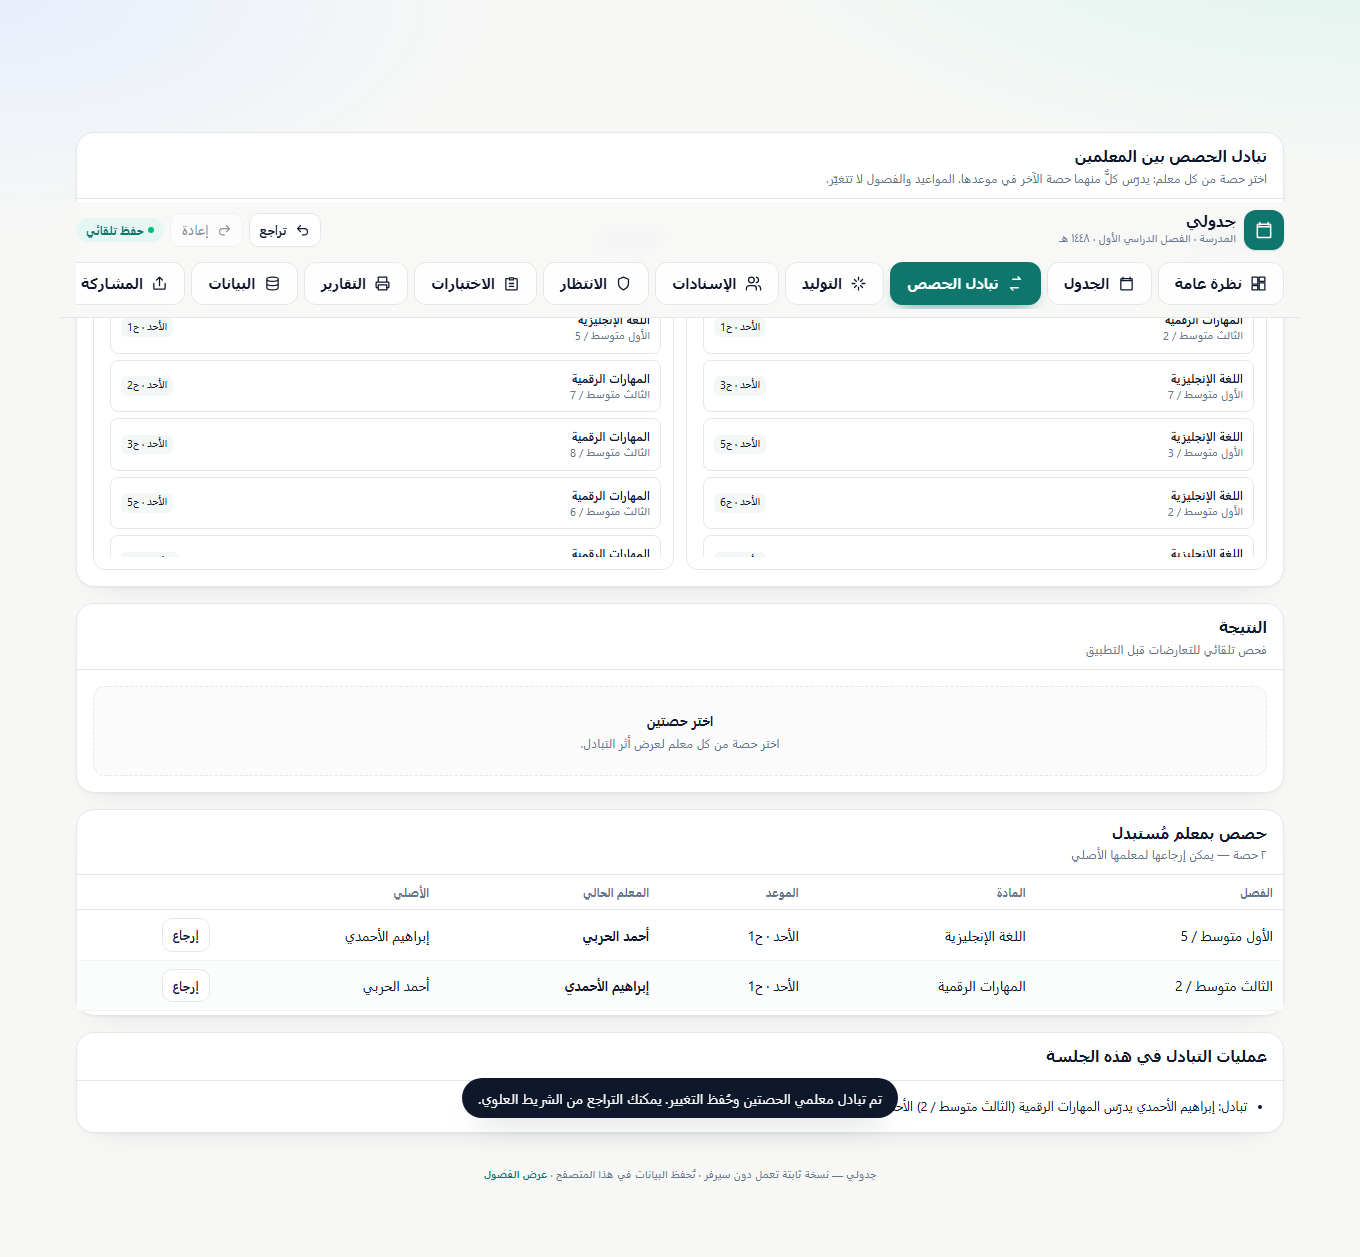 تبادل الحصص بين المعلمين
اختر حصة من كل معلم: يدرّس كلٌّ منهما حصة الآخر في موعدها. المواعيد والفصول لا تتغيّر.
جدولي
المدرسة · الفصل الدراسي الأول · ١٤٤٨ هـ
تراجع
إعادة
حفظ تلقائي
نظرة عامة
الجدول
تبادل الحصص
التوليد
الإسنادات
الانتظار
الاختبارات
التقارير
البيانات
المشاركة
المهارات الرقمية
الثالث متوسط / 2
الأحد · ح1
اللغة الإنجليزية
الأول متوسط / 7
الأحد · ح3
اللغة الإنجليزية
الأول متوسط / 3
الأحد · ح5
اللغة الإنجليزية
الأول متوسط / 2
الأحد · ح6
اللغة الإنجليزية
اللغة الإنجليزية
الأول متوسط / 5
الأحد · ح1
المهارات الرقمية
الثالث متوسط / 7
الأحد · ح2
المهارات الرقمية
الثالث متوسط / 8
الأحد · ح3
المهارات الرقمية
الثالث متوسط / 6
الأحد · ح5
المهارات الرقمية
النتيجة
فحص تلقائي للتعارضات قبل التطبيق
اختر حصتين
اختر حصة من كل معلم لعرض أثر التبادل.
حصص بمعلم مُستبدل
٢ حصة — يمكن إرجاعها لمعلمها الأصلي
الفصل المادة الموعد المعلم الحالي الأصلي
الأول متوسط / 5 اللغة الإنجليزية الأحد · ح1 أحمد الحربي إبراهيم الأحمدي إرجاع
الثالث متوسط / 2 المهارات الرقمية الأحد · ح1 إبراهيم الأحمدي أحمد الحربي إرجاع
عمليات التبادل في هذه الجلسة
• تبادل: إبراهيم الأحمدي يدرّس المهارات الرقمية (الثالث متوسط / 2)
تم تبادل معلمي الحصتين وحُفظ التغيير. يمكنك التراجع من الشريط العلوي.
جدولي — نسخة ثابتة تعمل دون سيرفر · تُحفظ البيانات في هذا المتصفح · عرض الفصول